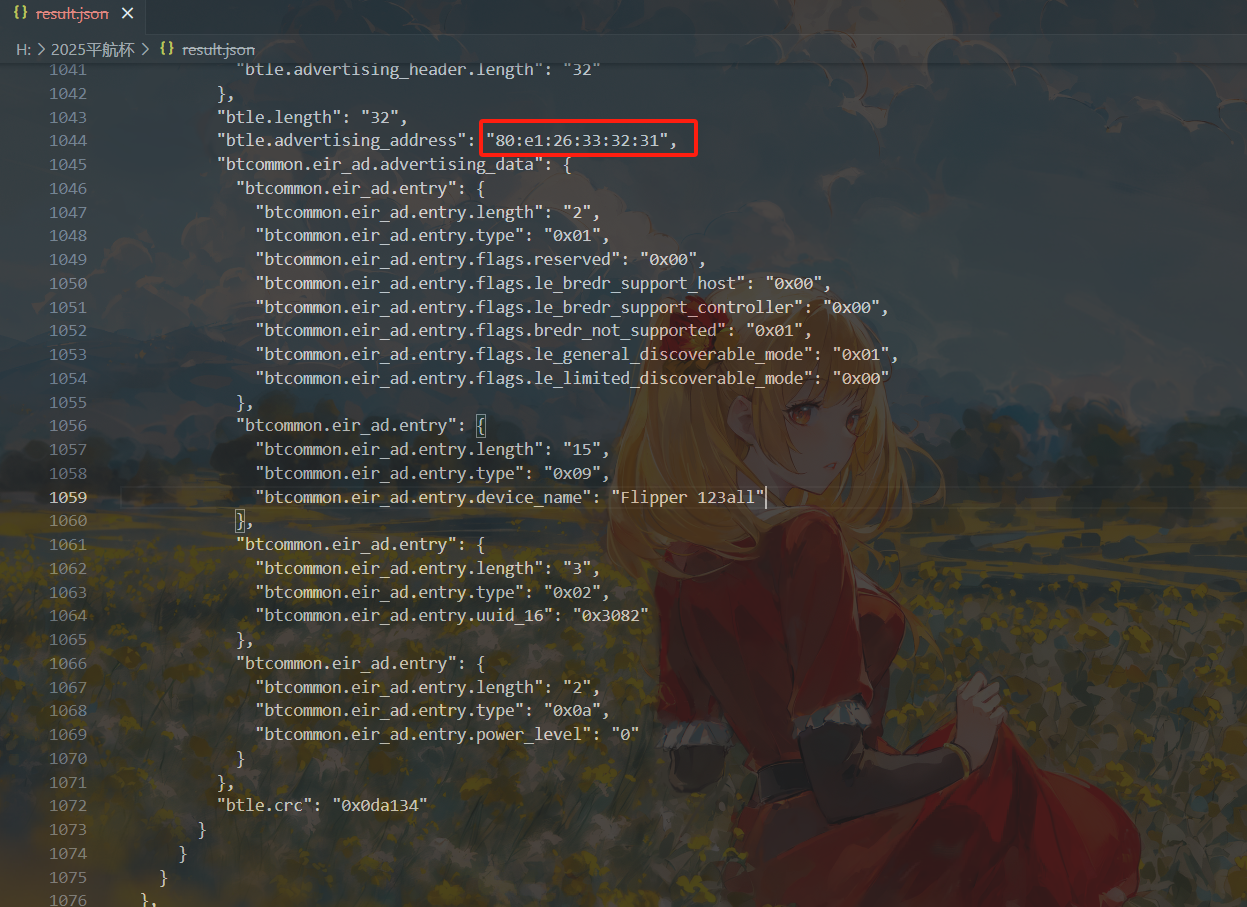 {} result.json ×
H: > 2025平航杯 > {} result.json
1041 "btle.advertising_header.length": "32"
1042 },
1043 "btle.length": "32",
1044 "btle.advertising_address": "80:e1:26:33:32:31",
1045 "btcommon.eir_ad.advertising_data": {
1046 "btcommon.eir_ad.entry": {
1047 "btcommon.eir_ad.entry.length": "2",
1048 "btcommon.eir_ad.entry.type": "0x01",
1049 "btcommon.eir_ad.entry.flags.reserved": "0x00",
1050 "btcommon.eir_ad.entry.flags.le_bredr_support_host": "0x00",
1051 "btcommon.eir_ad.entry.flags.le_bredr_support_controller": "0x00",
1052 "btcommon.eir_ad.entry.flags.bredr_not_supported": "0x01",
1053 "btcommon.eir_ad.entry.flags.le_general_discoverable_mode": "0x01",
1054 "btcommon.eir_ad.entry.flags.le_limited_discoverable_mode": "0x00"
1055 },
1056 "btcommon.eir_ad.entry": {
1057 "btcommon.eir_ad.entry.length": "15",
1058 "btcommon.eir_ad.entry.type": "0x09",
1059 "btcommon.eir_ad.entry.device_name": "Flipper 123all"
1060 },
1061 "btcommon.eir_ad.entry": {
1062 "btcommon.eir_ad.entry.length": "3",
1063 "btcommon.eir_ad.entry.type": "0x02",
1064 "btcommon.eir_ad.entry.uuid_16": "0x3082"
1065 },
1066 "btcommon.eir_ad.entry": {
1067 "btcommon.eir_ad.entry.length": "2",
1068 "btcommon.eir_ad.entry.type": "0x0a",
1069 "btcommon.eir_ad.entry.power_level": "0"
1070 }
1071 },
1072 "btle.crc": "0x0da134"
1073 }
1074 }
1075 }
1076 },